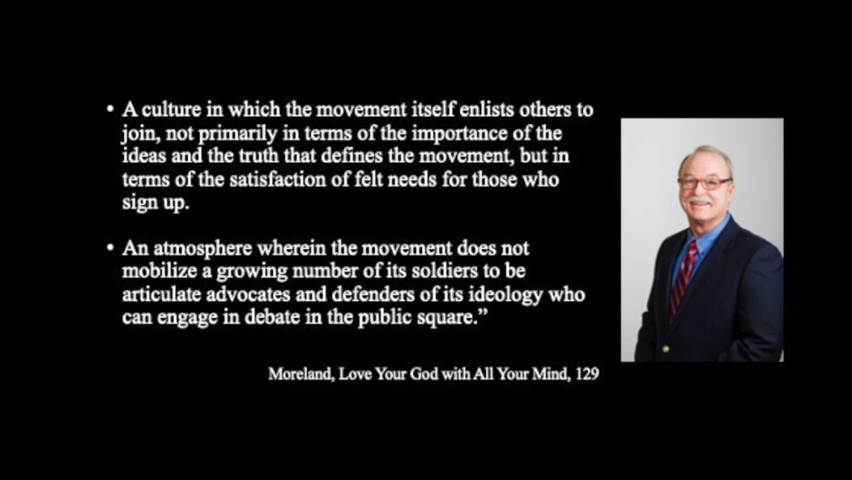 • A culture in which the movement itself enlists others to
join, not primarily in terms of the importance of the
ideas and the truth that defines the movement, but in
terms of the satisfaction of felt needs for those who
sign up.
• An atmosphere wherein the movement does not
mobilize a growing number of its soldiers to be
articulate advocates and defenders of its ideology who
can engage in debate in the public square.”
Moreland, Love Your God with All Your Mind, 129